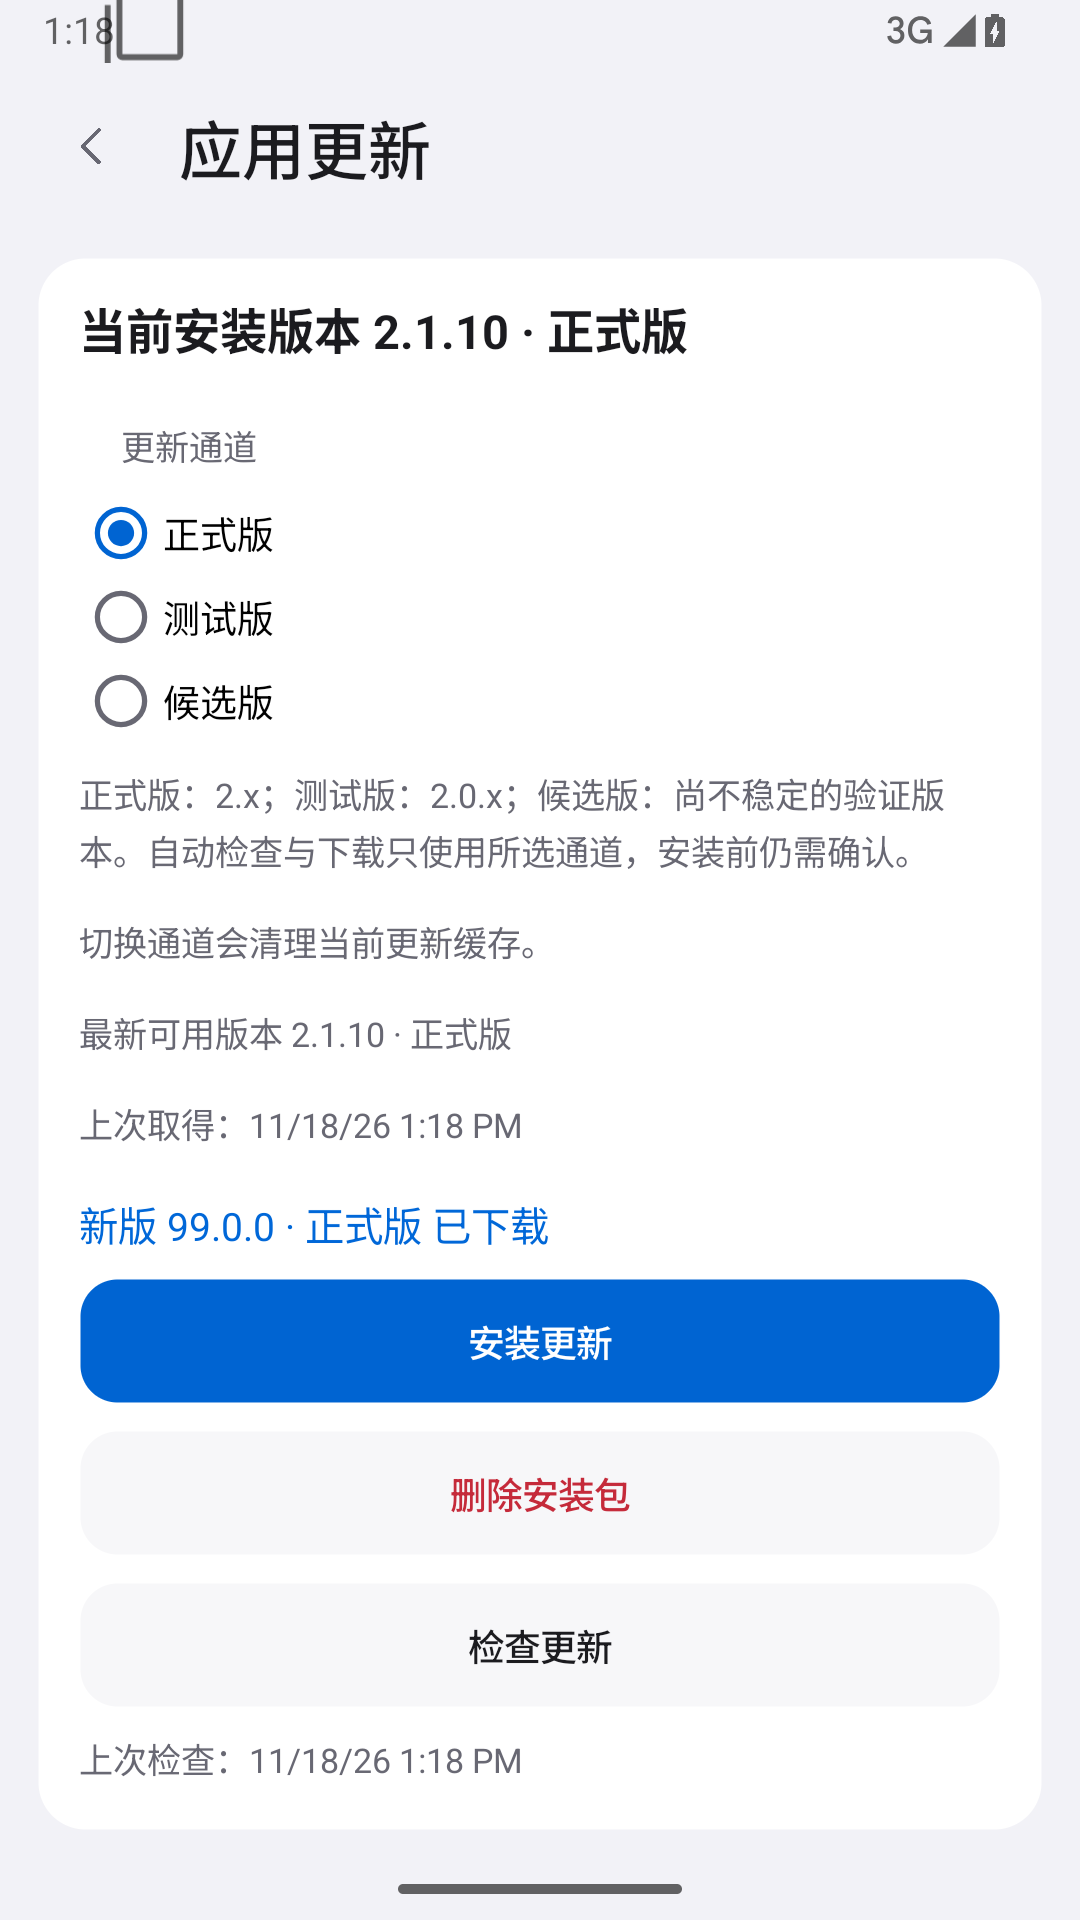 1:18
3G
应用更新
当前安装版本 2.1.10 · 正式版
更新通道
正式版
测试版
候选版
正式版：2.x；测试版：2.0.x；候选版：尚不稳定的验证版
本。自动检查与下载只使用所选通道，安装前仍需确认。
切换通道会清理当前更新缓存。
最新可用版本 2.1.10 · 正式版
上次取得：11/18/26 1:18 PM
新版 99.0.0 · 正式版 已下载
安装更新
删除安装包
检查更新
上次检查：11/18/26 1:18 PM